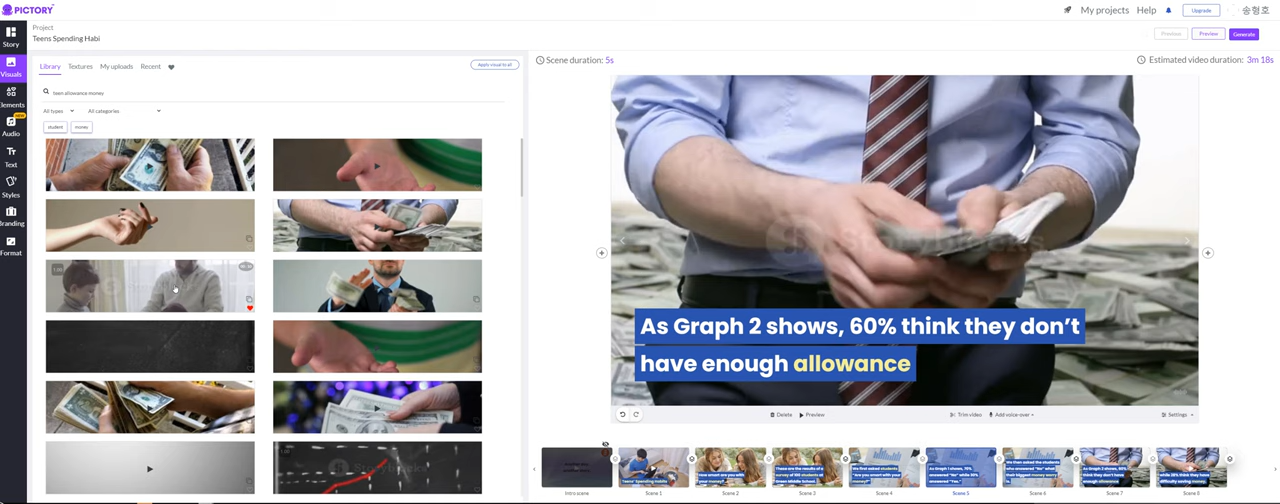 PICTORY
My projects
Help
Upgrade
송형호
Project
Teens Spending Habi
Previous
Preview
Generate
Story
Visuals
Elements
Audio
Text
Styles
Branding
Format
Library
Textures
My uploads
Recent
Apply visual to all
teen allowance money
All types
All categories
student
money
Scene duration: 5s
Estimated video duration: 3m 18s
Storyblocks
As Graph 2 shows, 60% think they don't
have enough allowance
Delete
Preview
Trim video
Add voice-over
Settings
Intro scene
Scene 1
Scene 2
Scene 3
Scene 4
Scene 5
Scene 6
Scene 7
Scene 8